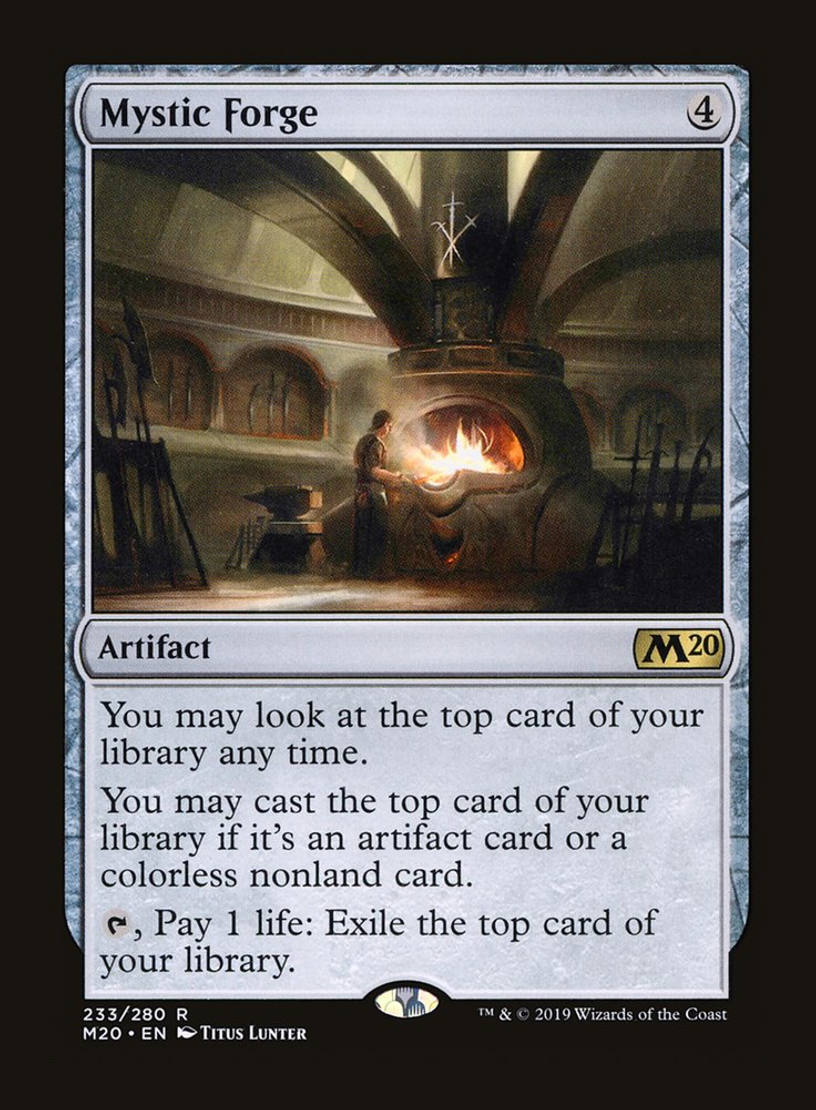 Mystic Forge 4
Artifact M20
You may look at the top card of your
library any time.
You may cast the top card of your
library if it's an artifact card or a
colorless nonland card.
, Pay 1 life: Exile the top card of
your library.
233/280 R
M20 • EN Titus Lunter
™ & © 2019 Wizards of the Coast